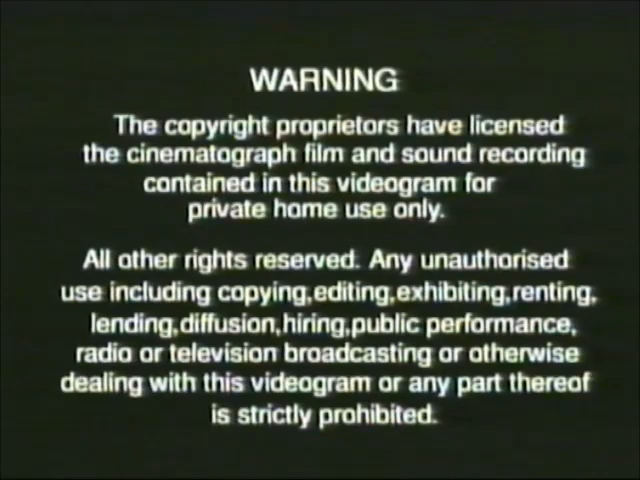 WARNING
The copyright proprietors have licensed
the cinematograph film and sound recording
contained in this videogram for
private home use only.
All other rights reserved. Any unauthorised
use including copying,editing,exhibiting,renting,
lending,diffusion,hiring,public performance,
radio or television broadcasting or otherwise
dealing with this videogram or any part thereof
is strictly prohibited.